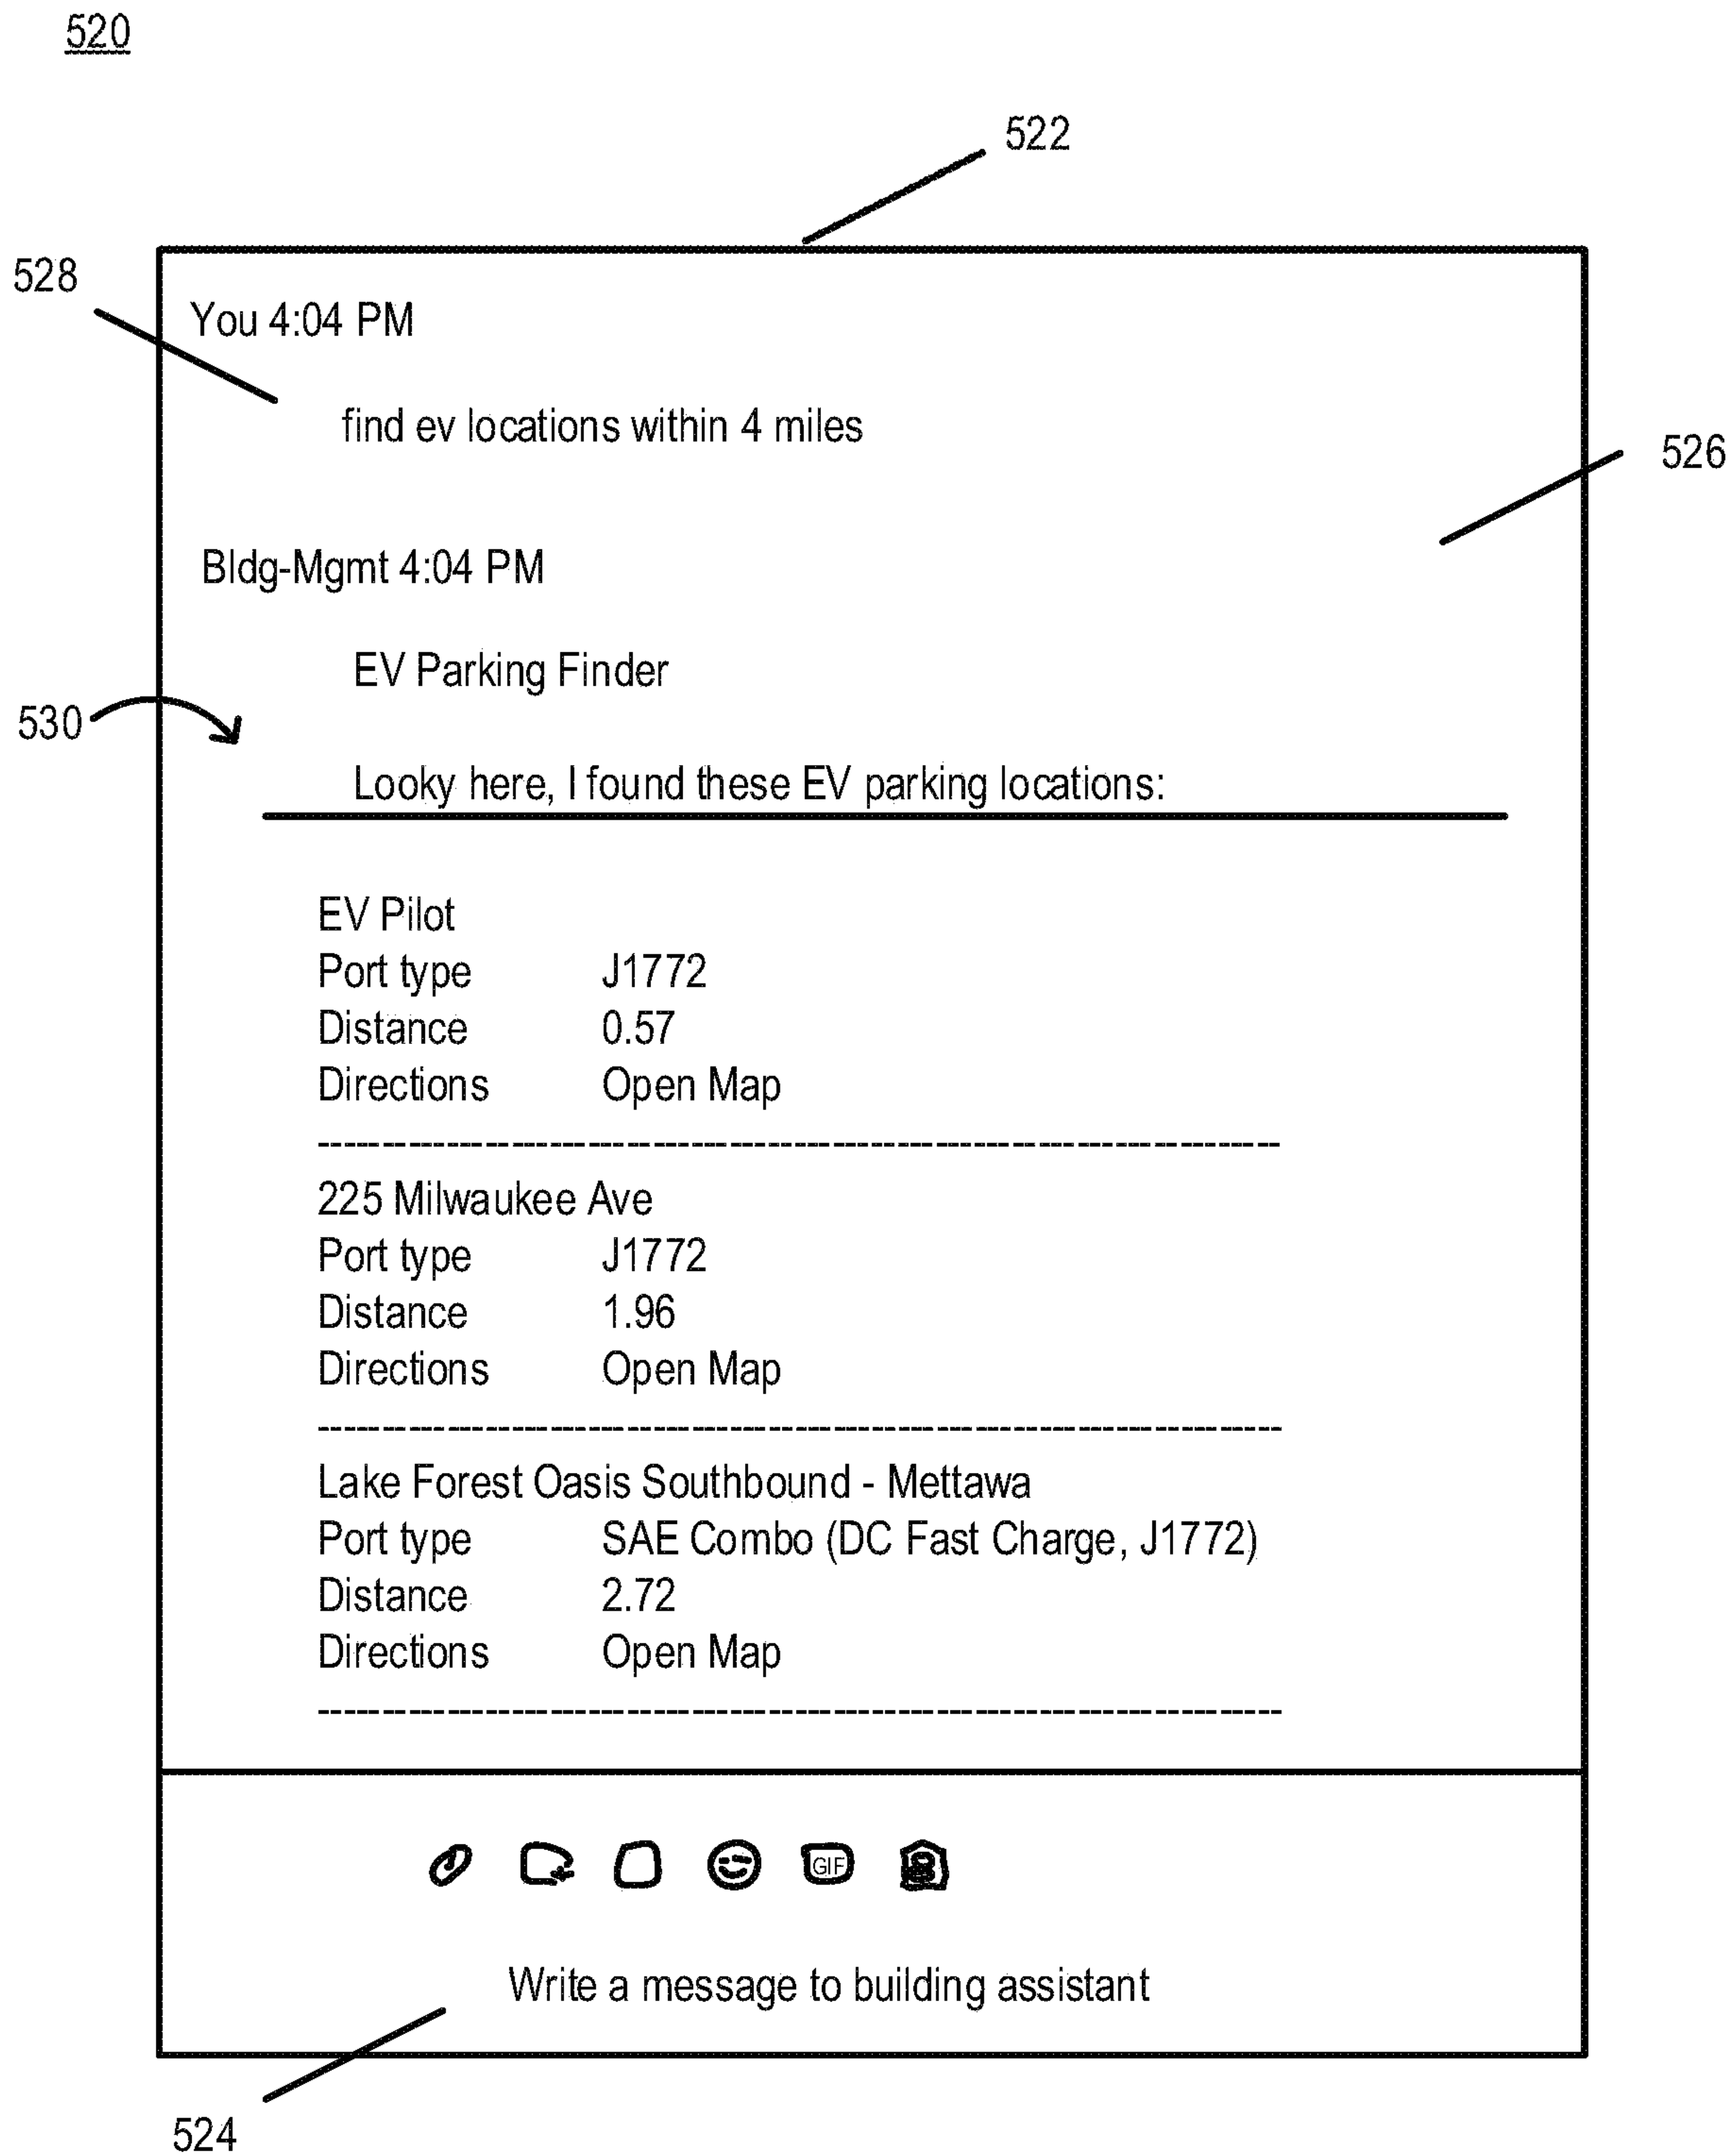 520
522
528
You 4:04 PM
find ev locations within 4 miles
526
Bldg-Mgmt 4:04 PM
EV Parking Finder
530
Looky here, I found these EV parking locations:
EV Pilot
Port type J1772
Distance 0.57
Directions Open Map
225 Milwaukee Ave
Port type J1772
Distance 1.96
Directions Open Map
Lake Forest Oasis Southbound - Mettawa
Port type SAE Combo (DC Fast Charge, J1772)
Distance 2.72
Directions Open Map
GIF
Write a message to building assistant
524